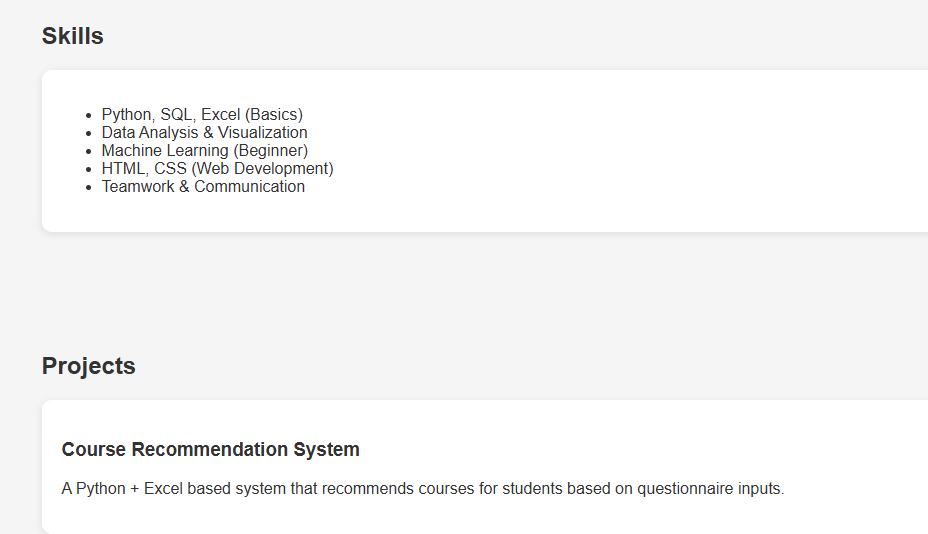 Skills
Python, SQL, Excel (Basics)
Data Analysis & Visualization
Machine Learning (Beginner)
HTML, CSS (Web Development)
Teamwork & Communication
Projects
Course Recommendation System
A Python + Excel based system that recommends courses for students based on questionnaire inputs.